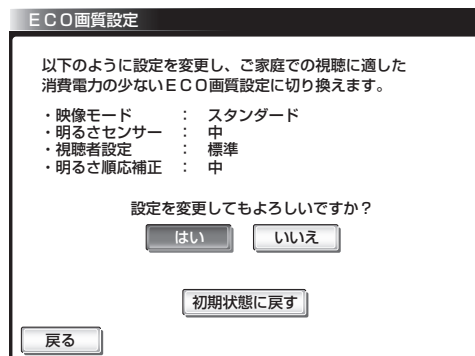 ECO画質設定
以下のように設定を変更し、ご家庭での視聴に適した
消費電力の少ないECO画質設定に切り換えます。
・映像モード ： スタンダード
・明るさセンサー ： 中
・視聴者設定 ： 標準
・明るさ順応補正 ： 中
設定を変更してもよろしいですか？
はい いいえ
初期状態に戻す
戻る